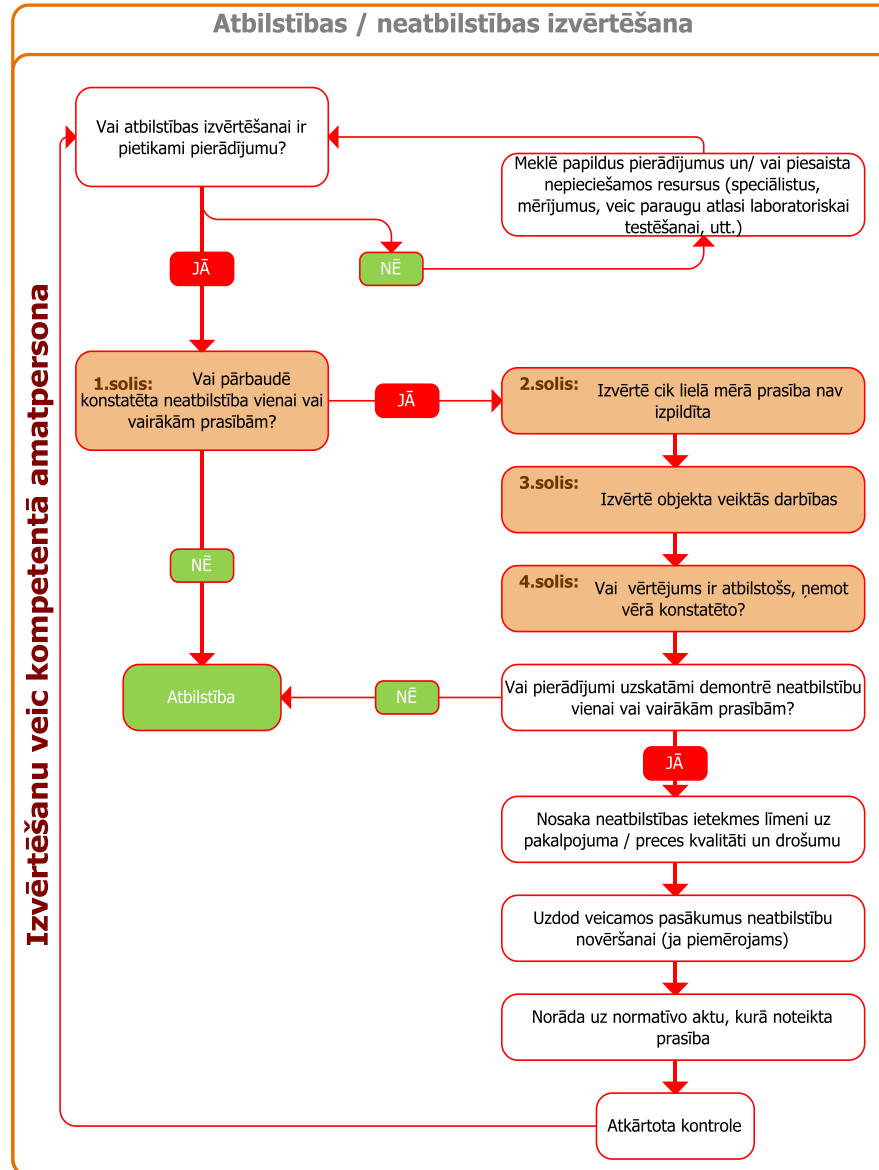 Atbilstības / neatbilstības izvērtēšana
Izvērtēšanu veic kompetentā amatpersona
Vai atbilstības izvērtēšanai ir
pietikami pierādījumu?
Meklē papildus pierādījumus un/ vai piesaista
nepieciešamos resursus (speciālistus,
mērījumus, veic paraugu atlasi laboratoriskai
testēšanai, utt.)
JĀ
NĒ
1.solis: Vai pārbaudē
konstatēta neatbilstība vienai vai
vairākām prasībām?
JĀ
2.solis: Izvērtē cik lielā mērā prasība nav
izpildīta
3.solis: Izvērtē objekta veiktās darbības
NĒ
4.solis: Vai vērtējums ir atbilstošs, ņemot
vērā konstatēto?
Atbilstība
NĒ
Vai pierādījumi uzskatāmi demontrē neatbilstību
vienai vai vairākām prasībām?
JĀ
Nosaka neatbilstības ietekmes līmeni uz
pakalpojuma / preces kvalitāti un drošumu
Uzdod veicamos pasākumus neatbilstību
novēršanai (ja piemērojams)
Norāda uz normatīvo aktu, kurā noteikta
prasība
Atkārtota kontrole